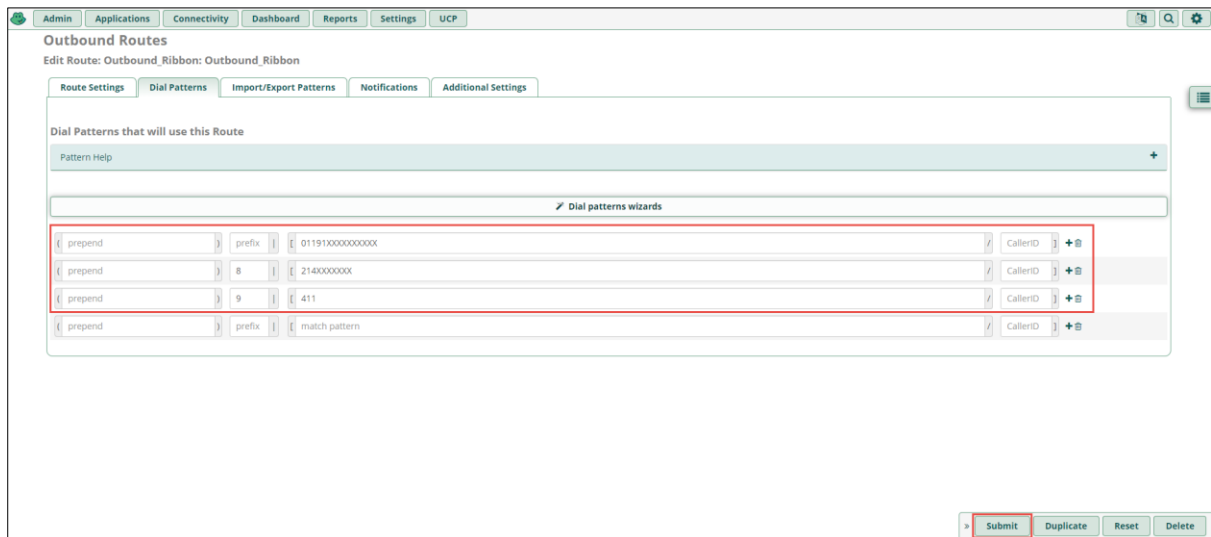 Admin Applications Connectivity Dashboard Reports Settings UCP
Outbound Routes
Edit Route: Outbound_Ribbon: Outbound_Ribbon
Route Settings Dial Patterns Import/Export Patterns Notifications Additional Settings
Dial Patterns that will use this Route
Pattern Help +
Dial patterns wizards
( prepend ) prefix | [ 01191XXXXXXXXXX / CallerID ] +
( prepend ) 8 | [ 214XXXXXXX / CallerID ] +
( prepend ) 9 | [ 411 / CallerID ] +
( prepend ) prefix | [ match pattern / CallerID ] +
» Submit Duplicate Reset Delete